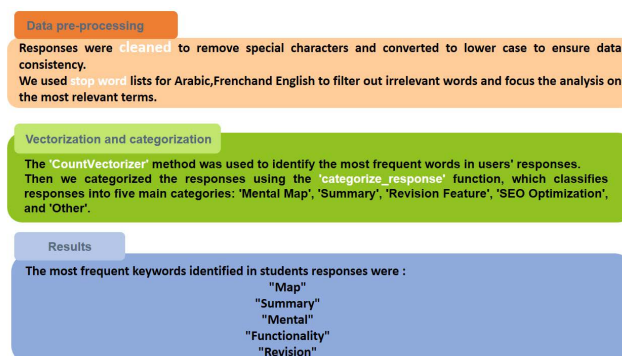 Data pre-processing
Responses were cleaned to remove special characters and converted to lower case to ensure data
consistency.
We used stop word lists for Arabic,Frenchand English to filter out irrelevant words and focus the analysis on
the most relevant terms.
Vectorization and categorization
The 'CountVectorizer' method was used to identify the most frequent words in users' responses.
Then we categorized the responses using the 'categorize_response' function, which classifies
responses into five main categories: 'Mental Map', 'Summary', 'Revision Feature', 'SEO Optimization',
and 'Other'.
Results
The most frequent keywords identified in students responses were :
"Map"
"Summary"
"Mental"
"Functionality"
"Revision"